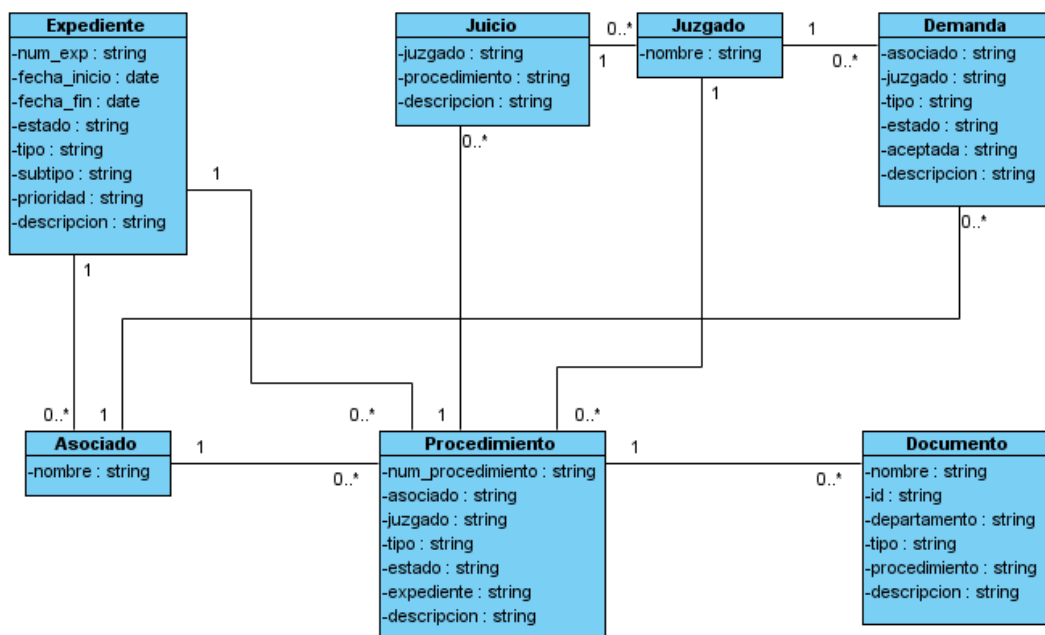 Expediente
-num_exp : string
-fecha_inicio : date
-fecha_fin : date
-estado : string
-tipo : string
-subtipo : string
-prioridad : string
-descripcion : string
Juicio
-juzgado : string
-procedimiento : string
-descripcion : string
0..*
1
Juzgado
-nombre : string
1
0..*
Demanda
-asociado : string
-juzgado : string
-tipo : string
-estado : string
-aceptada : string
-descripcion : string
1
0..*
1
1
0..*
0..*
1
0..*
1
0..*
Asociado
-nombre : string
1
0..*
Procedimiento
-num_procedimiento : string
-asociado : string
-juzgado : string
-tipo : string
-estado : string
-expediente : string
-descripcion : string
1
0..*
Documento
-nombre : string
-id : string
-departamento : string
-tipo : string
-procedimiento : string
-descripcion : string